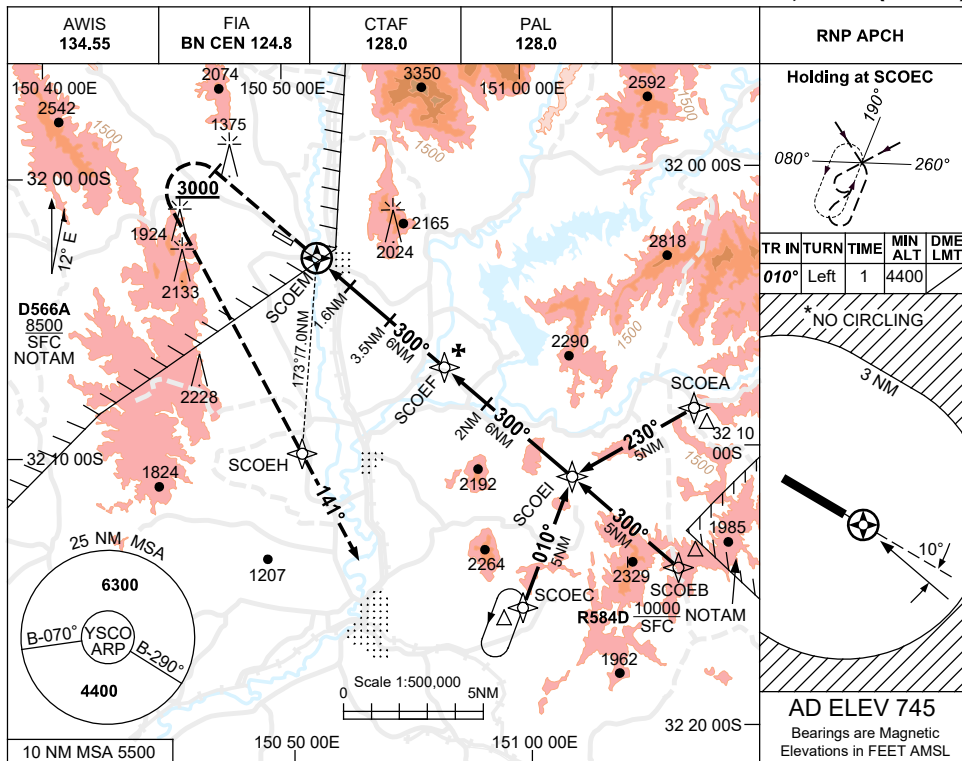 AWIS
134.55
FIA
BN CEN 124.8
CTAF
128.0
PAL
128.0
RNP APCH
150 40 00E
2074
150 50 00E
3350
151 00 00E
2592
1500
2542
1500
1375
1500
32 00 00S
32 00 00S
3000
1924
2165
2024
2133
2818
12° E
SCOEM
D566A
8500
SFC
NOTAM
1.6NM
3.5NM
300°
6NM
173°/7.0NM
2290
1500
2228
SCOEF
SCOEA
2NM
300°
6NM
230°
5NM
32 10
00S
1500
32 10 00S
SCOEH
1824
2192
SCOEI
141°
010°
5NM
300°
5NM
1985
2264
2329
SCOEB
1207
SCOEC
R584D
10000
SFC
NOTAM
1962
25 NM MSA
6300
B-070°
YSCO
ARP
B-290°
4400
Scale 1:500,000
0
5NM
32 20 00S
10 NM MSA 5500
150 50 00E
151 00 00E
Holding at SCOEC
190°
080°
260°
TR IN
TURN
TIME
MIN
ALT
DME
LMT
010°
Left
1
4400
*NO CIRCLING
3 NM
10°
AD ELEV 745
Bearings are Magnetic
Elevations in FEET AMSL